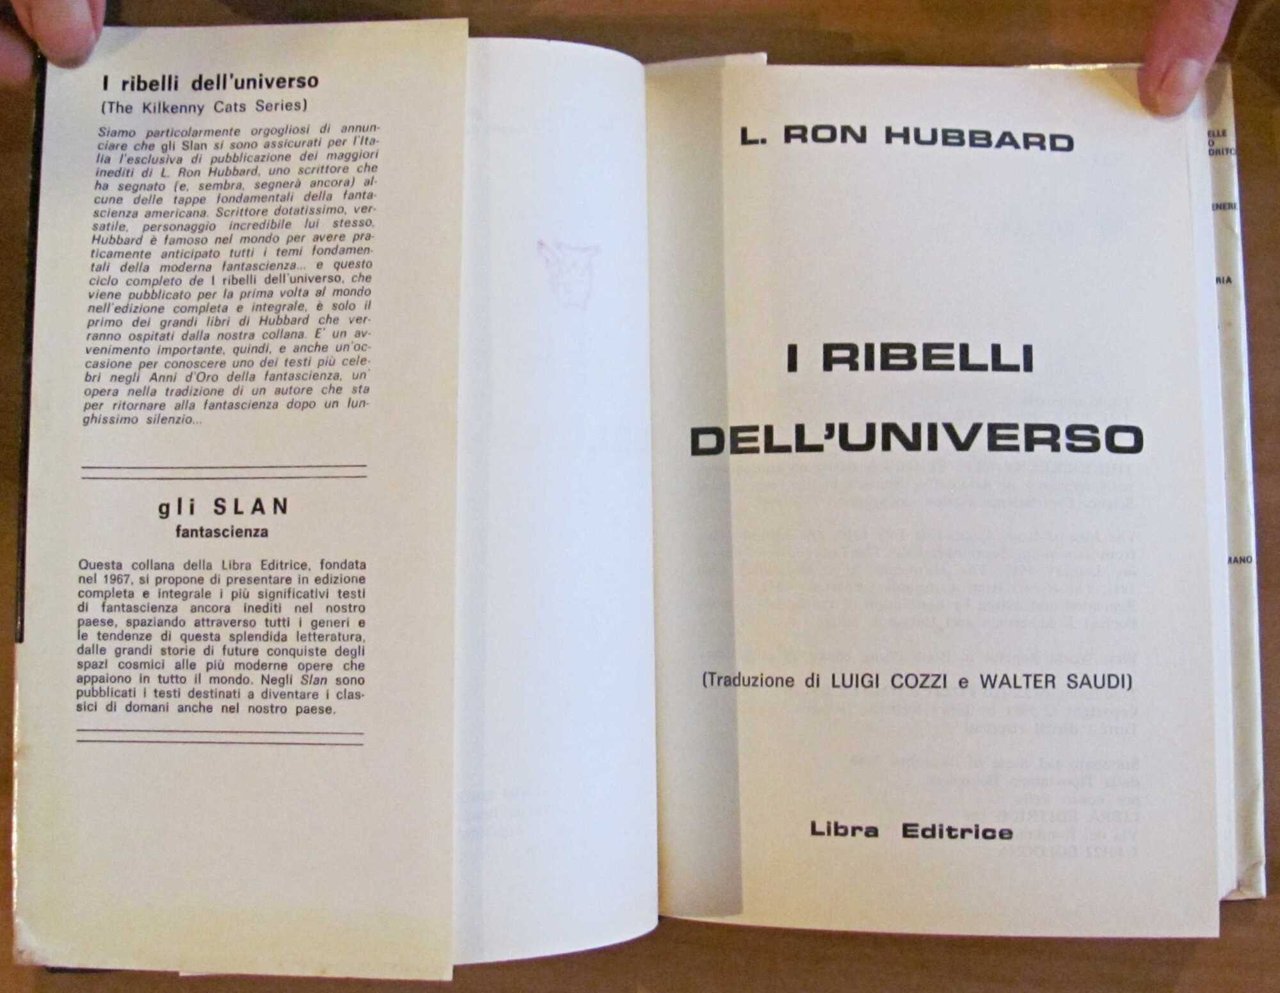 I ribelli dell'universo
(The Kilkenny Cats Series)
Siamo particolarmente orgogliosi di annun-
ciare che gli Slan si sono assicurati per l'Ita-
lia l'esclusiva di pubblicazione dei maggiori
inediti di L. Ron Hubbard, uno scrittore che
ha segnato (e, sembra, segnerà ancora) al-
cune delle tappe fondamentali della fanta-
scienza americana. Scrittore dotatissimo, ver-
satile, personaggio incredibile lui stesso,
Hubbard è famoso nel mondo per avere pra-
ticamente anticipato tutti i temi fondamen-
tali della moderna fantascienza... e questo
ciclo completo de I ribelli dell'universo, che
viene pubblicato per la prima volta al mondo
nell'edizione completa e integrale, è solo il
primo dei grandi libri di Hubbard che ver-
ranno ospitati dalla nostra collana. E' un av-
venimento importante, quindi, e anche un'oc-
casione per conoscere uno dei testi più cele-
bri negli Anni d'Oro della fantascienza, un'
opera nella tradizione di un autore che sta
per ritornare alla fantascienza dopo un lun-
ghissimo silenzio...
gli SLAN
fantascienza
Questa collana della Libra Editrice, fondata
nel 1967, si propone di presentare in edizione
completa e integrale i più significativi testi
di fantascienza ancora inediti nel nostro
paese, spaziando attraverso tutti i generi e
le tendenze di questa splendida letteratura,
dalle grandi storie di future conquiste degli
spazi cosmici alle più moderne opere che
appaiono in tutto il mondo. Negli Slan sono
pubblicati i testi destinati a diventare i clas-
sici di domani anche nel nostro paese.
L. RON HUBBARD
I RIBELLI
DELL'UNIVERSO
(Traduzione di LUIGI COZZI e WALTER SAUDI)
Libra Editrice